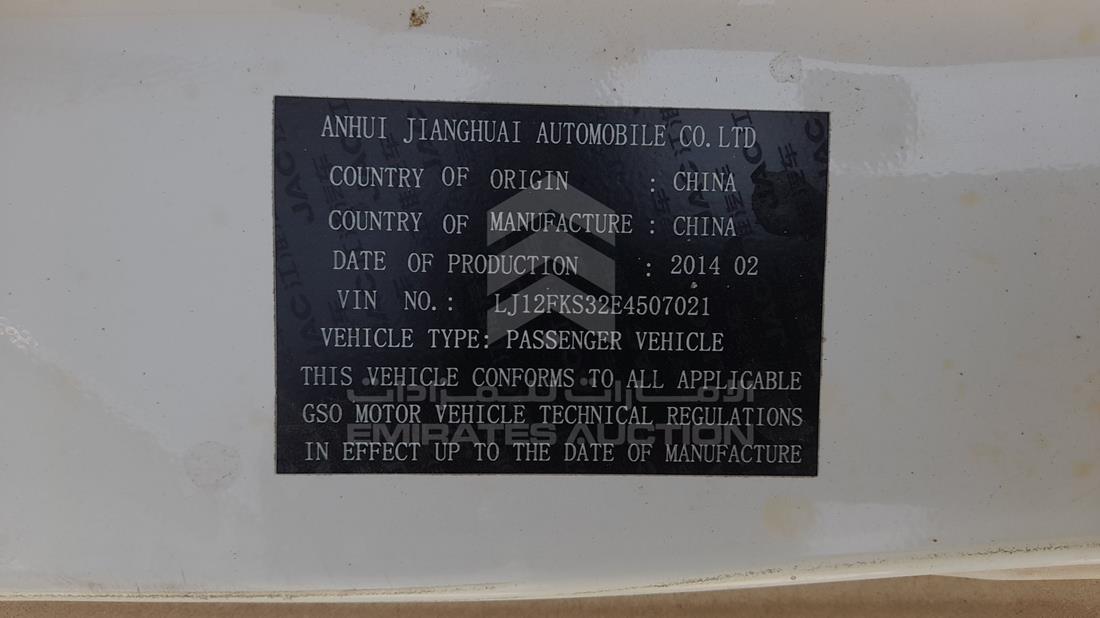 ANHUI JIANGHUAI AUTOMOBILE CO.LTD
COUNTRY OF ORIGIN : CHINA
COUNTRY OF MANUFACTURE : CHINA
DATE OF PRODUCTION : 2014 02
VIN NO.: LJ12FKS32E4507021
VEHICLE TYPE: PASSENGER VEHICLE
THIS VEHICLE CONFORMS TO ALL APPLICABLE
الإمارات للمزادات
GSO MOTOR VEHICLE TECHNICAL REGULATIONS
EMIRATES AUCTION
IN EFFECT UP TO THE DATE OF MANUFACTURE